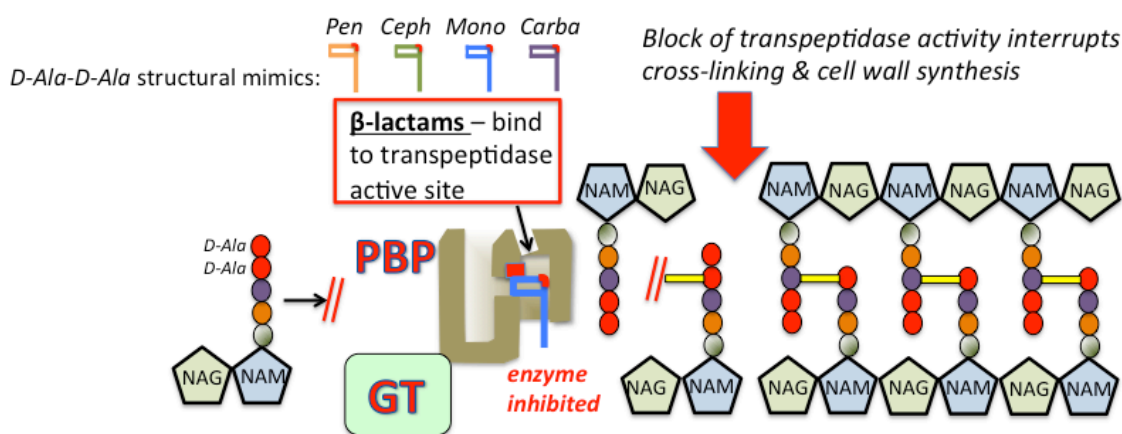 Pen Ceph Mono Carba
D-Ala-D-Ala structural mimics:
β-lactams – bind
to transpeptidase
active site
Block of transpeptidase activity interrupts
cross-linking & cell wall synthesis
NAM NAG
NAM NAG NAM NAG NAM NAG
D-Ala
D-Ala
PBP
NAG NAM
GT
enzyme
inhibited
NAG NAM
NAG NAM NAG NAM NAG NAM